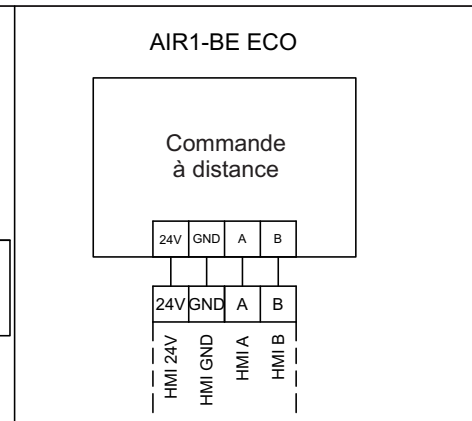 AIR1-BE ECO
Commande
à distance
24V GND A B
24V GND A B
HMI 24V
HMI GND
HMI A
HMI B